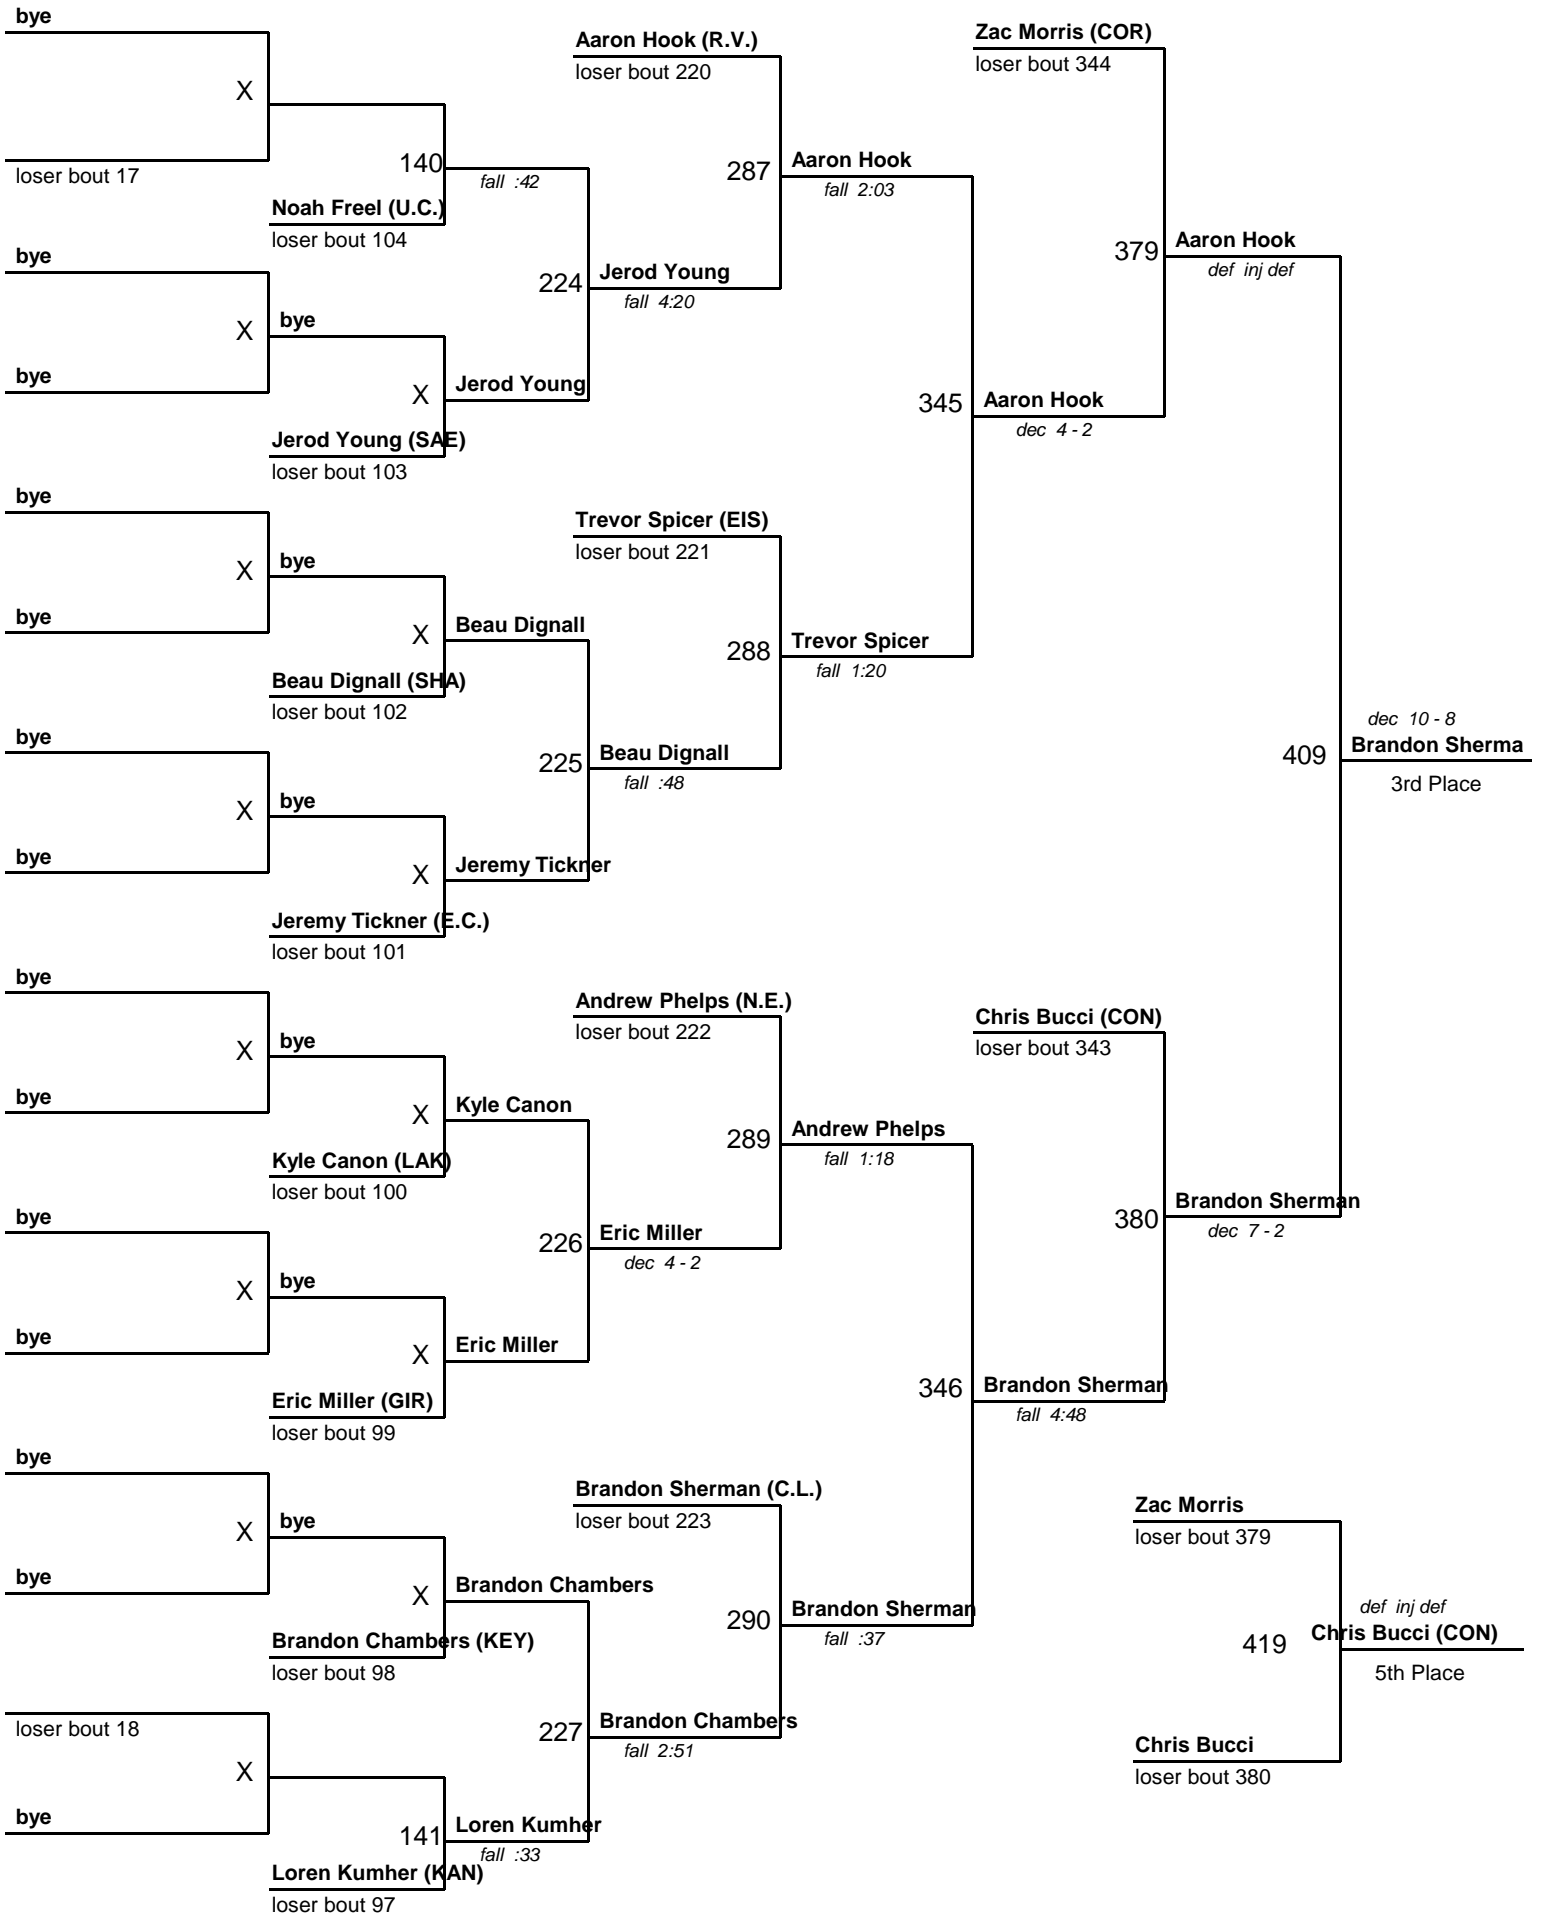 bye
X
loser bout 17
140
fall :42
Noah Freel (U.C.)
loser bout 104
bye
X
bye
bye
X
Jerod Young
Jerod Young (SAE)
loser bout 103
224
Jerod Young
fall 4:20
Aaron Hook (R.V.)
loser bout 220
287
Aaron Hook
fall 2:03
bye
X
bye
bye
X
Beau Dignall
Beau Dignall (SHA)
loser bout 102
bye
X
bye
bye
X
Jeremy Tickner
Jeremy Tickner (E.C.)
loser bout 101
225
Beau Dignall
fall :48
Trevor Spicer (EIS)
loser bout 221
288
Trevor Spicer
fall 1:20
345
Aaron Hook
dec 4 - 2
Zac Morris (COR)
loser bout 344
379
Aaron Hook
def inj def
bye
X
bye
bye
X
Kyle Canon
Kyle Canon (LAK)
loser bout 100
bye
X
bye
bye
X
Eric Miller
Eric Miller (GIR)
loser bout 99
226
Eric Miller
dec 4 - 2
Andrew Phelps (N.E.)
loser bout 222
289
Andrew Phelps
fall 1:18
bye
X
bye
bye
X
Brandon Chambers
Brandon Chambers (KEY)
loser bout 98
loser bout 18
X
bye
141
Loren Kumher
fall :33
Loren Kumher (KAN)
loser bout 97
227
Brandon Chambers
fall 2:51
Brandon Sherman (C.L.)
loser bout 223
290
Brandon Sherman
fall :37
346
Brandon Sherman
fall 4:48
Chris Bucci (CON)
loser bout 343
380
Brandon Sherman
dec 7 - 2
409
dec 10 - 8
Brandon Sherma
3rd Place
Zac Morris
loser bout 379
419
def inj def
Chris Bucci (CON)
5th Place
Chris Bucci
loser bout 380